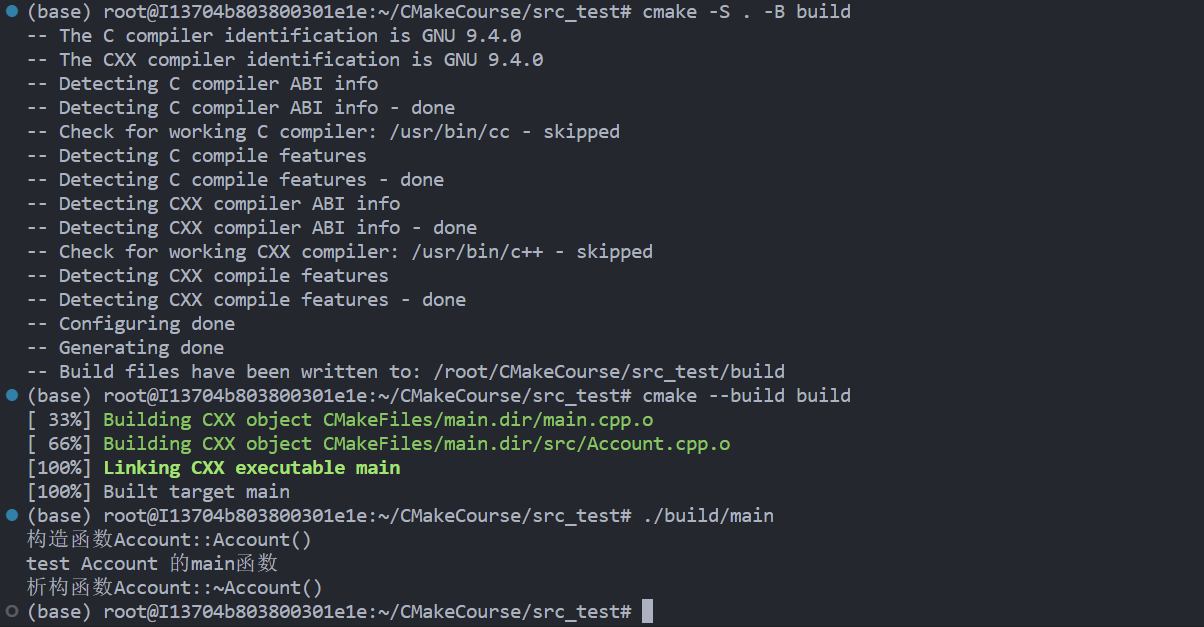 (base) root@I13704b803800301e1e:~/CMakeCourse/src_test# cmake -S . -B build
-- The C compiler identification is GNU 9.4.0
-- The CXX compiler identification is GNU 9.4.0
-- Detecting C compiler ABI info
-- Detecting C compiler ABI info - done
-- Check for working C compiler: /usr/bin/cc - skipped
-- Detecting C compile features
-- Detecting C compile features - done
-- Detecting CXX compiler ABI info
-- Detecting CXX compiler ABI info - done
-- Check for working CXX compiler: /usr/bin/c++ - skipped
-- Detecting CXX compile features
-- Detecting CXX compile features - done
-- Configuring done
-- Generating done
-- Build files have been written to: /root/CMakeCourse/src_test/build
(base) root@I13704b803800301e1e:~/CMakeCourse/src_test# cmake --build build
[ 33%] Building CXX object CMakeFiles/main.dir/main.cpp.o
[ 66%] Building CXX object CMakeFiles/main.dir/src/Account.cpp.o
[100%] Linking CXX executable main
[100%] Built target main
(base) root@I13704b803800301e1e:~/CMakeCourse/src_test# ./build/main
构造函数Account::Account()
test Account 的main函数
析构函数Account::~Account()
(base) root@I13704b803800301e1e:~/CMakeCourse/src_test#